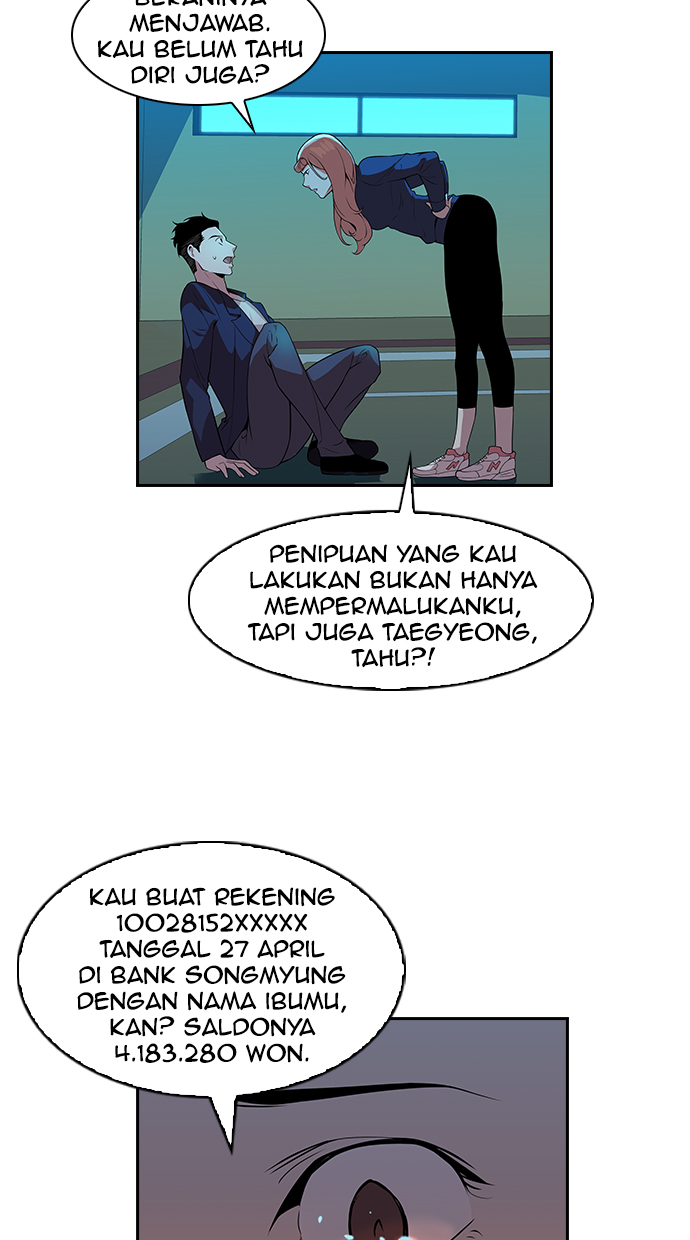 BERANINYA
MENJAWAB.
KAU BELUM TAHU
DIRI JUGA?
PENIPUAN YANG KAU
LAKUKAN BUKAN HANYA
MEMPERMALUKANKU,
TAPI JUGA TAEGYEONG,
TAHU?!
KAU BUAT REKENING
10028152XXXXX
TANGGAL 27 APRIL
DI BANK SONGMYUNG
DENGAN NAMA IBUMU,
KAN? SALDONYA
4.183.280 WON.